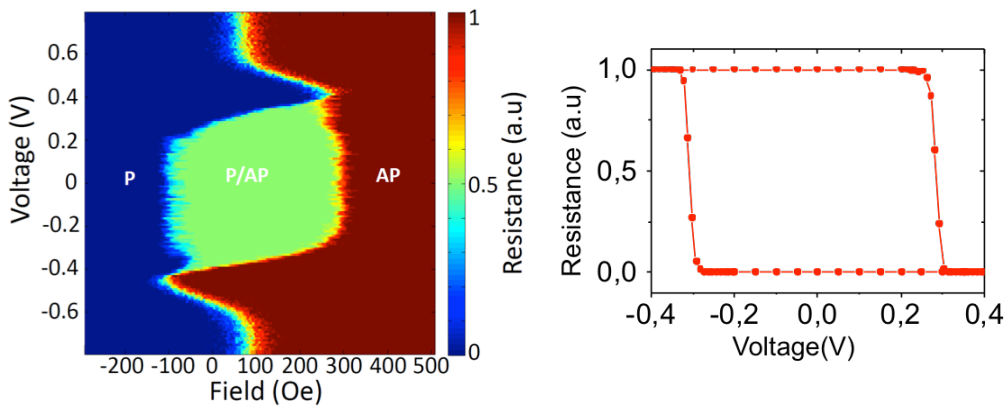 0.8
0.4
0.2
0
-0.2
-0.4
-0.6
Voltage (V)
P
P/AP
AP
-200 -100 0 100 200 300 400 500
Field (Oe)
1
0.5
0
Resistance (a.u)
1,0
0,5
0,0
Resistance (a.u)
-0,4 -0,2 0,0 0,2 0,4
Voltage(V)